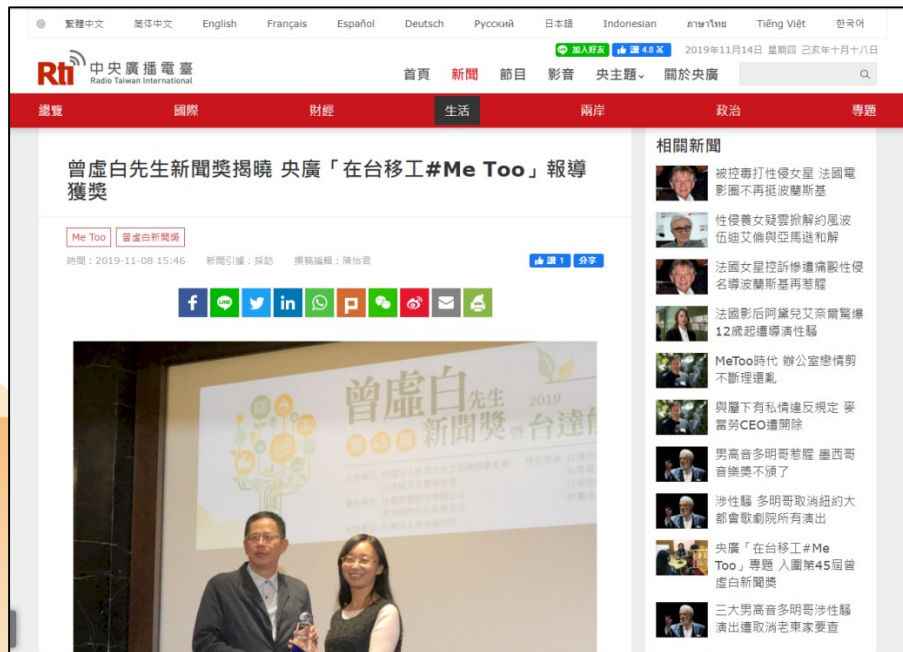 繁體中文 简体中文 English Français Español Deutsch Русский 日本語 Indonesian ภาษาไทย Tiếng Việt 한국어
加入好友 讚 4.8 萬 2019年11月14日 星期四 己亥年十月十八日
Rti 中央廣播電臺
Radio Taiwan International
首頁 新聞 節目 影音 央主題 關於央廣
總覽 國際 財經 生活 兩岸 政治 專題
曾虛白先生新聞獎揭曉 央廣「在台移工#Me Too」報導
獲獎
Me Too 曾虛白新聞獎
時間：2019-11-08 15:46 新聞引據：採訪 撰稿編輯：陳怡君
讚 1 分享
LINE
in
曾虛白先生
新聞獎暨
2019
台達
相關新聞
被控毒打性侵女星 法國電
影圈不再挺波蘭斯基
性侵養女疑雲掀解約風波
伍迪艾倫與亞馬遜和解
法國女星控訴慘遭痛毆性侵
名導波蘭斯基再惹腥
法國影后阿黛兒艾奈爾驚爆
12歲起遭導演性騷
MeToo時代 辦公室戀情剪
不斷理還亂
與屬下有私情違反規定 麥
當勞CEO遭開除
男高音多明哥惹腥 墨西哥
音樂獎不頒了
涉性騷 多明哥取消紐約大
都會歌劇院所有演出
央廣「在台移工#Me
Too」專題 入圍第45屆曾
虛白新聞獎
三大男高音多明哥涉性騷
演出遭取消老東家要查